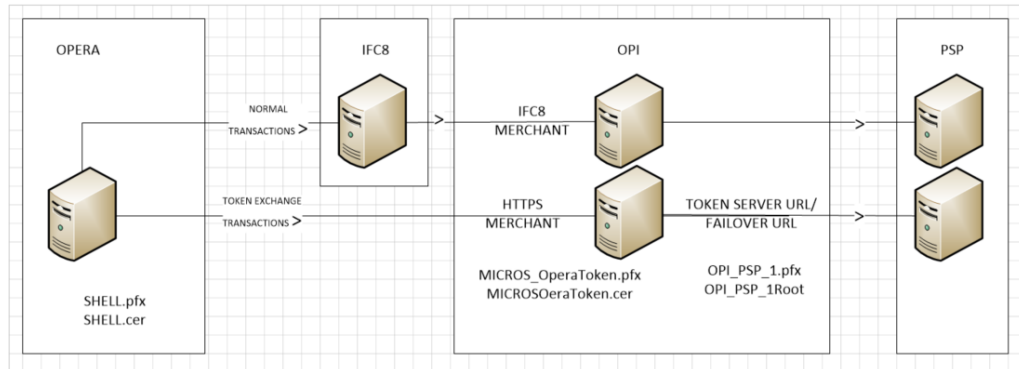 OPERA
IFC8
OPI
PSP
NORMAL
TRANSACTIONS >
>
IFC8
MERCHANT
>
TOKEN EXCHANGE
TRANSACTIONS >
HTTPS
MERCHANT
TOKEN SERVER URL/
FAILOVER URL
>
SHELL.pfx
SHELL.cer
MICROS_OperaToken.pfx
MICROSOeraToken.cer
OPI_PSP_1.pfx
OPI_PSP_1Root